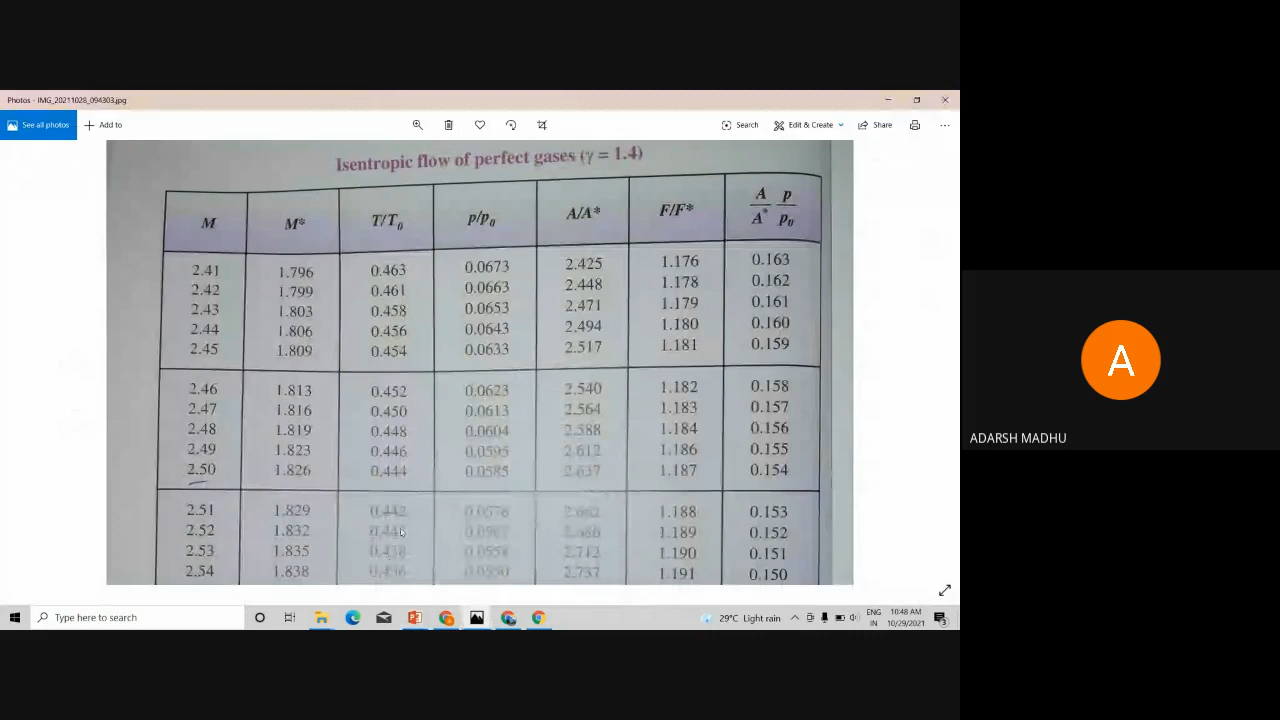 Photos - IMG_20211028_094303.jpg
See all photos
Add to
Search
Edit & Create
Share
Isentropic flow of perfect gases (γ = 1.4)
M M* T/T₀ p/p₀ A/A* F/F* A/A* p/p₀
2.41 1.796 0.463 0.0673 2.425 1.176 0.163
2.42 1.799 0.461 0.0663 2.448 1.178 0.162
2.43 1.803 0.458 0.0653 2.471 1.179 0.161
2.44 1.806 0.456 0.0643 2.494 1.180 0.160
2.45 1.809 0.454 0.0633 2.517 1.181 0.159
2.46 1.813 0.452 0.0623 2.540 1.182 0.158
2.47 1.816 0.450 0.0613 2.564 1.183 0.157
2.48 1.819 0.448 0.0604 2.588 1.184 0.156
2.49 1.823 0.446 0.0595 2.612 1.186 0.155
2.50 1.826 0.444 0.0585 2.637 1.187 0.154
2.51 1.829 0.442 1.188 0.153
2.52 1.832 1.189 0.152
2.53 1.835 2.712 1.190 0.151
2.54 1.838 2.737 1.191 0.150
Type here to search
29°C Light rain
ENG
IN
10:48 AM
10/29/2021
3
A
ADARSH MADHU